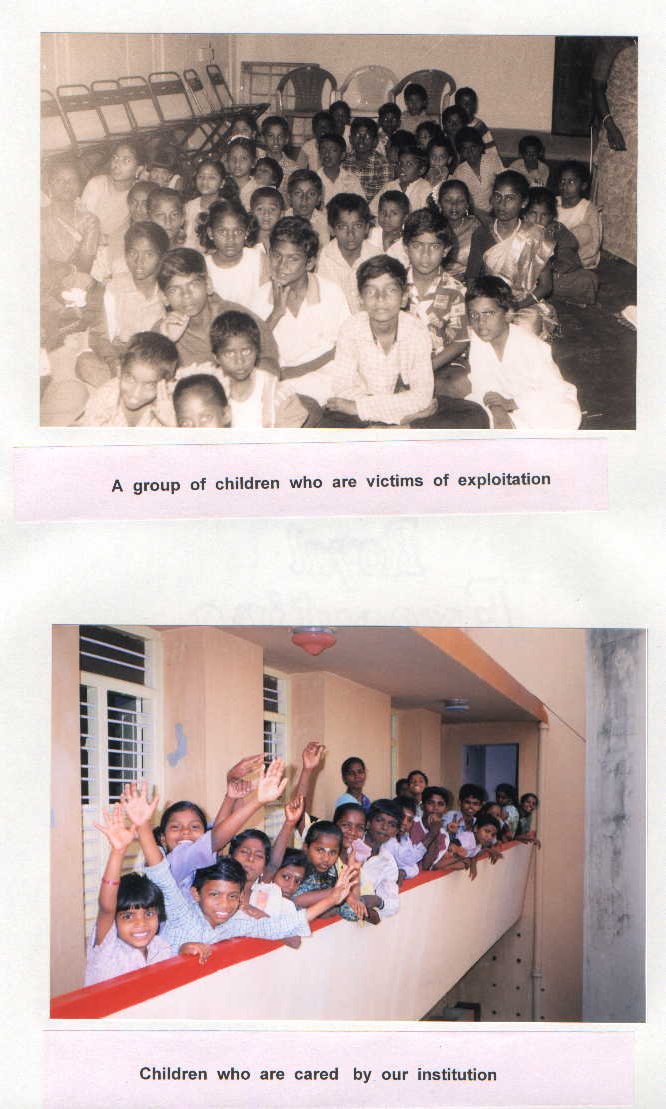 A group of children who are victims of exploitation
Children who are cared by our institution